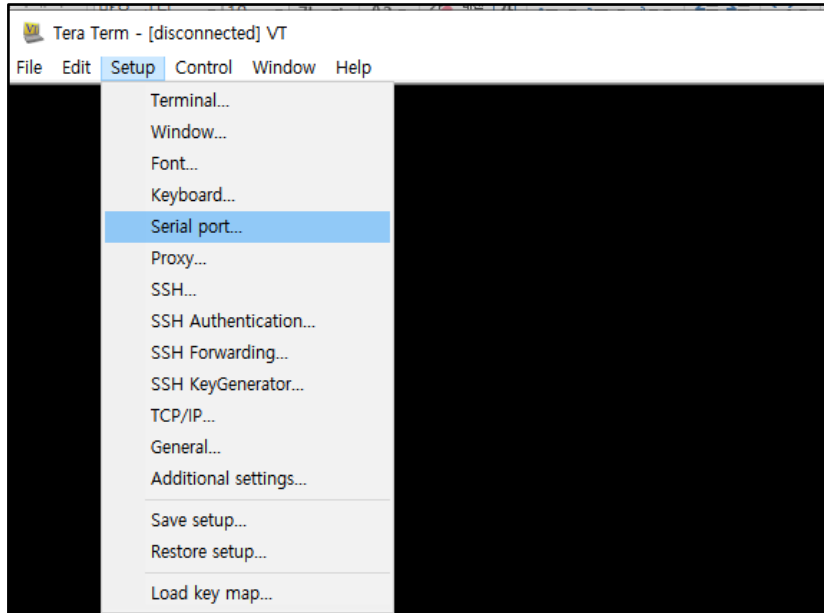 Tera Term - [disconnected] VT
File Edit Setup Control Window Help
Terminal...
Window...
Font...
Keyboard...
Serial port...
Proxy...
SSH...
SSH Authentication...
SSH Forwarding...
SSH KeyGenerator...
TCP/IP...
General...
Additional settings...
Save setup...
Restore setup...
Load key map...